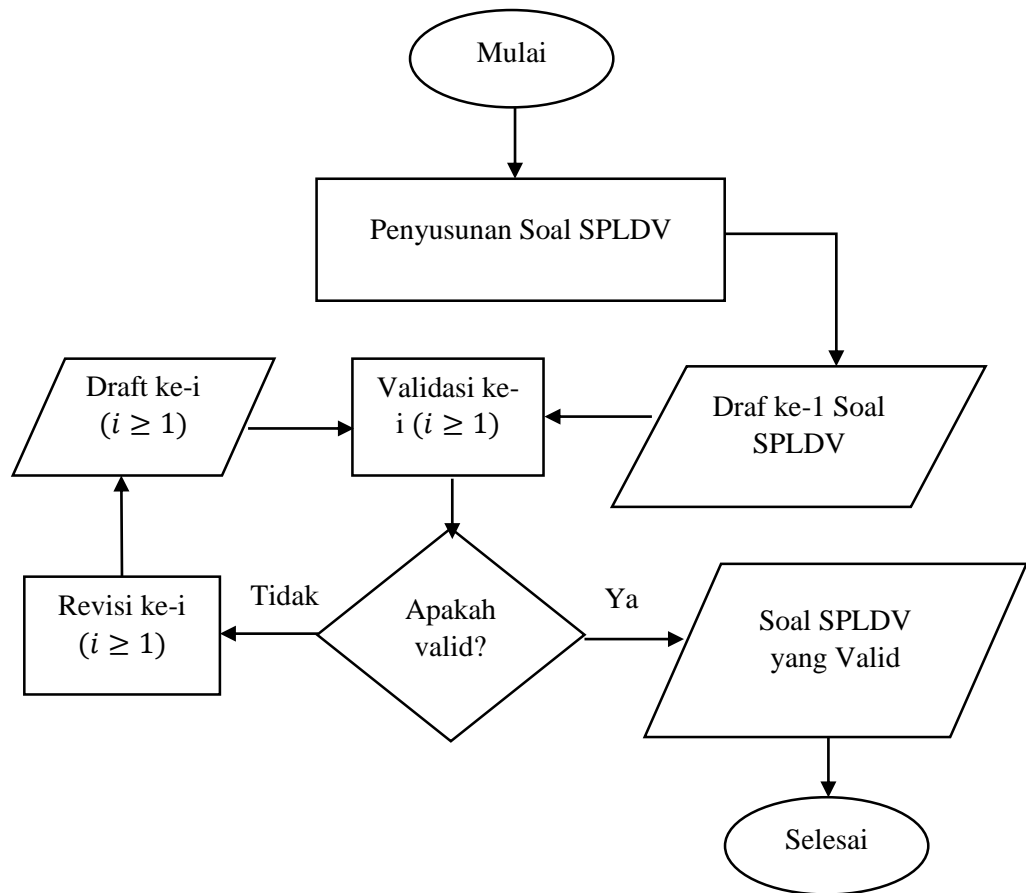 Mulai
Penyusunan Soal SPLDV
Draft ke-i
(𝑖 ≥ 1)
Validasi ke-
i (𝑖 ≥ 1)
Draf ke-1 Soal
SPLDV
Revisi ke-i
(𝑖 ≥ 1)
Tidak
Apakah
valid?
Ya
Soal SPLDV
yang Valid
Selesai